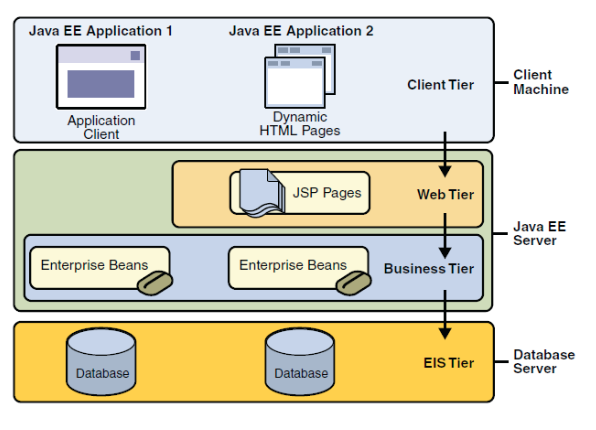 Java EE Application 1
Java EE Application 2
Application
Client
Dynamic
HTML Pages
Client Tier
Client
Machine
JSP Pages
Web Tier
Java EE
Server
Enterprise Beans
Enterprise Beans
Business Tier
Database
Database
EIS Tier
Database
Server